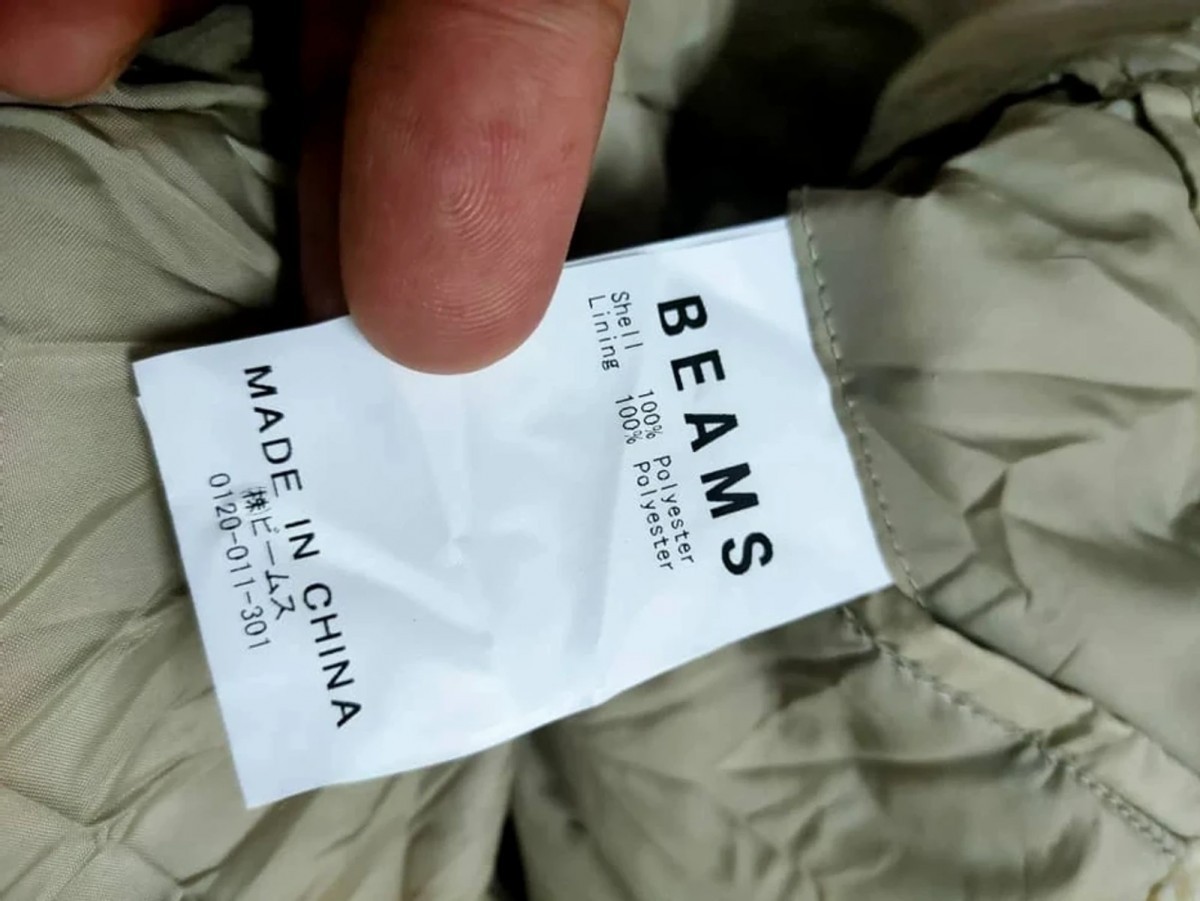 BEAMS
Shell 100% Polyester
Lining 100% Polyester
MADE IN CHINA
㈱ビームス
0120-011-301